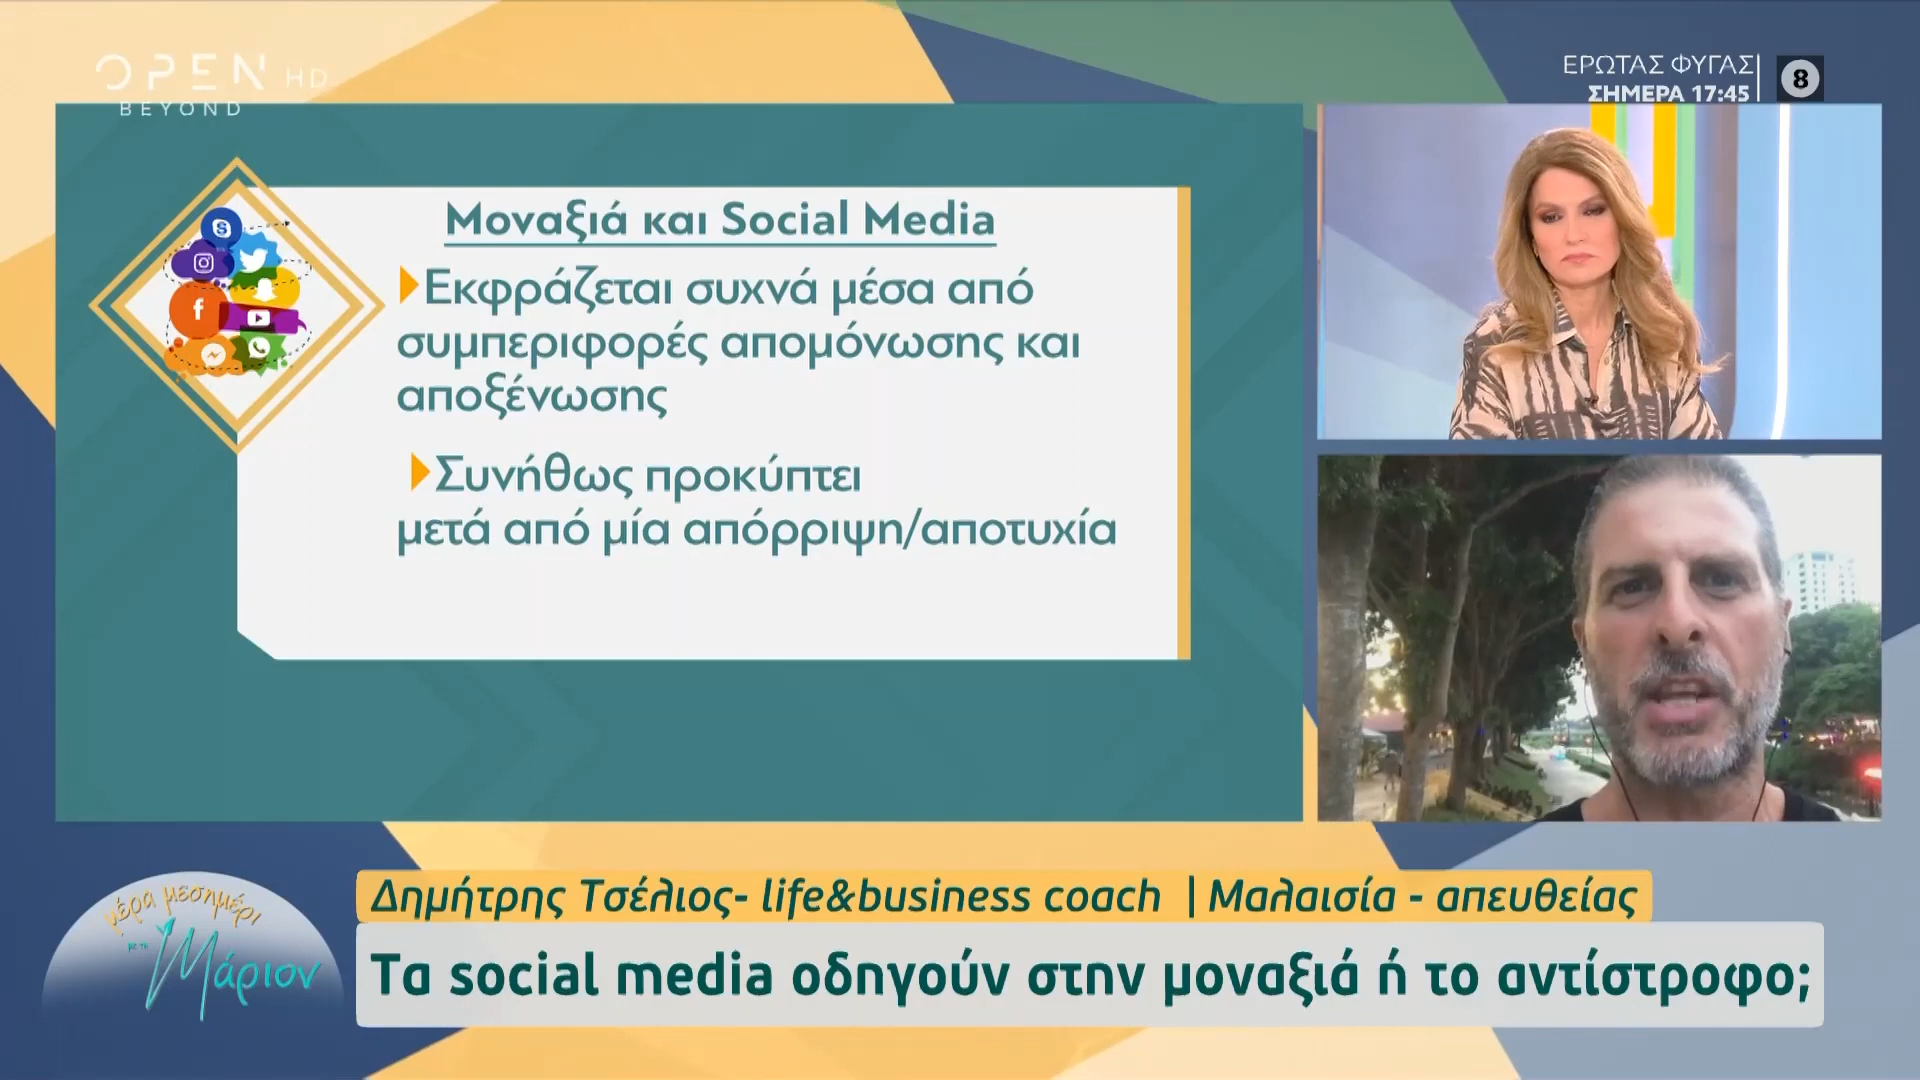 OPEN HD
BEYOND
ΕΡΩΤΑΣ ΦΥΓΑΣ
ΣΗΜΕΡΑ 17:45
8
Μοναξιά και Social Media
Εκφράζεται συχνά μέσα από
συμπεριφορές απομόνωσης και
αποξένωσης
Συνήθως προκύπτει
μετά από μία απόρριψη/αποτυχία
μέρα μεσημέρι
με τη
Μάριον
Δημήτρης Τσέλιος- life&business coach | Μαλαισία - απευθείας
Τα social media οδηγούν στην μοναξιά ή το αντίστροφο;